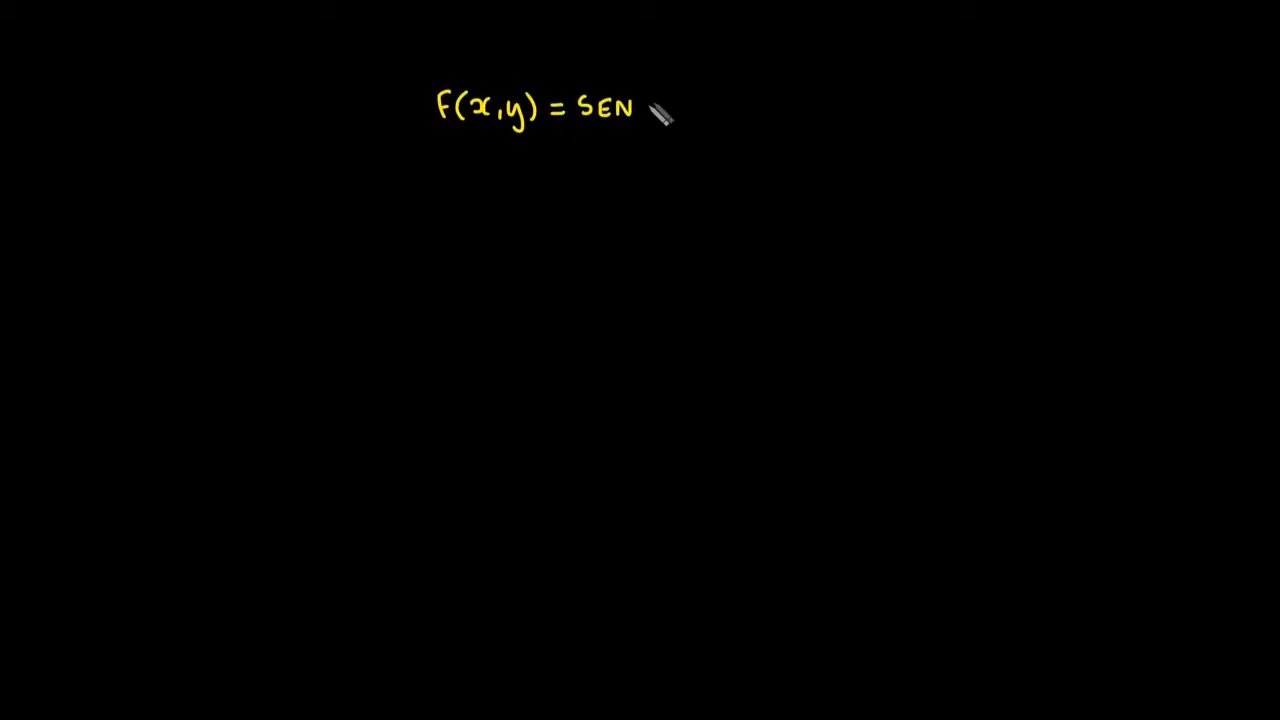 F(x,y) = SEN